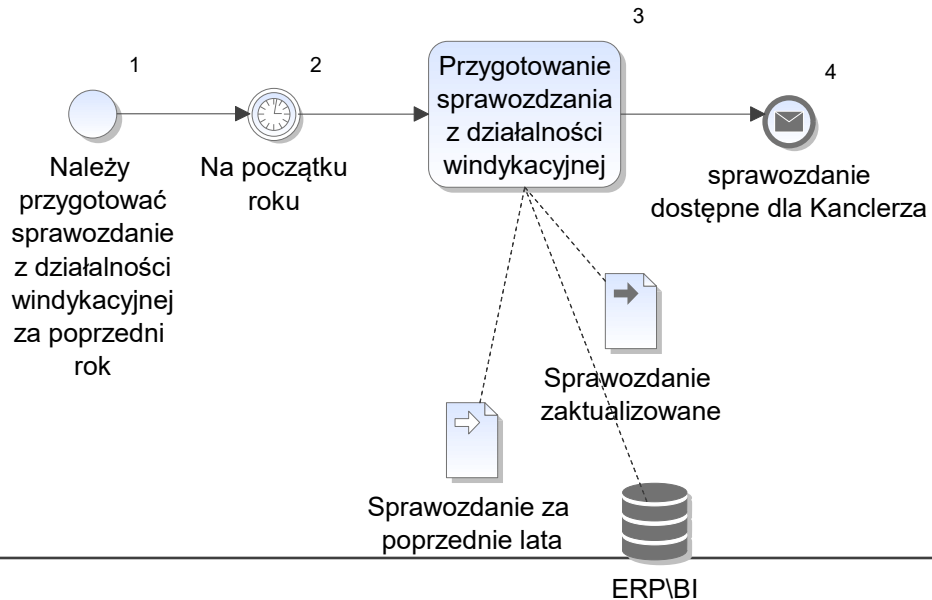 1
2
3
4
Należy
przygotować
sprawozdanie
z działalności
windykacyjnej
za poprzedni
rok
Na początku
roku
Przygotowanie
sprawozdzania
z działalności
windykacyjnej
sprawozdanie
dostępne dla Kanclerza
Sprawozdanie
zaktualizowane
Sprawozdanie za
poprzednie lata
ERP\BI